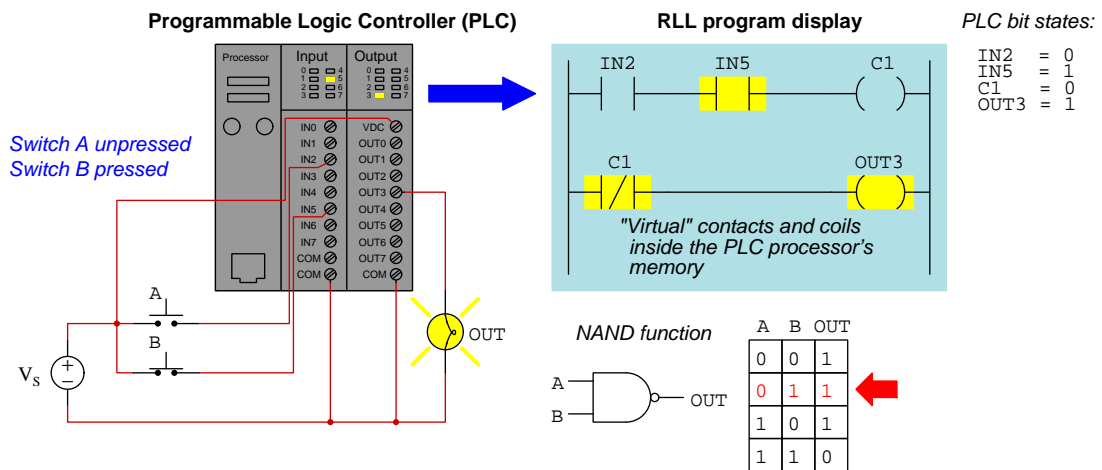 Programmable Logic Controller (PLC)
RLL program display
PLC bit states:
Processor
Input
Output
0 4
1 5
2 6
3 7
0 4
1 5
2 6
3 7
IN0
IN1
IN2
IN3
IN4
IN5
IN6
IN7
COM
COM
VDC
OUT0
OUT1
OUT2
OUT3
OUT4
OUT5
OUT6
OUT7
COM
Switch A unpressed
Switch B pressed
A
B
VS
+
−
OUT
IN2 IN5 C1
C1 OUT3
"Virtual" contacts and coils
inside the PLC processor's
memory
IN2 = 0
IN5 = 1
C1 = 0
OUT3 = 1
NAND function
A
B
OUT
A B OUT
0 0 1
0 1 1
1 0 1
1 1 0